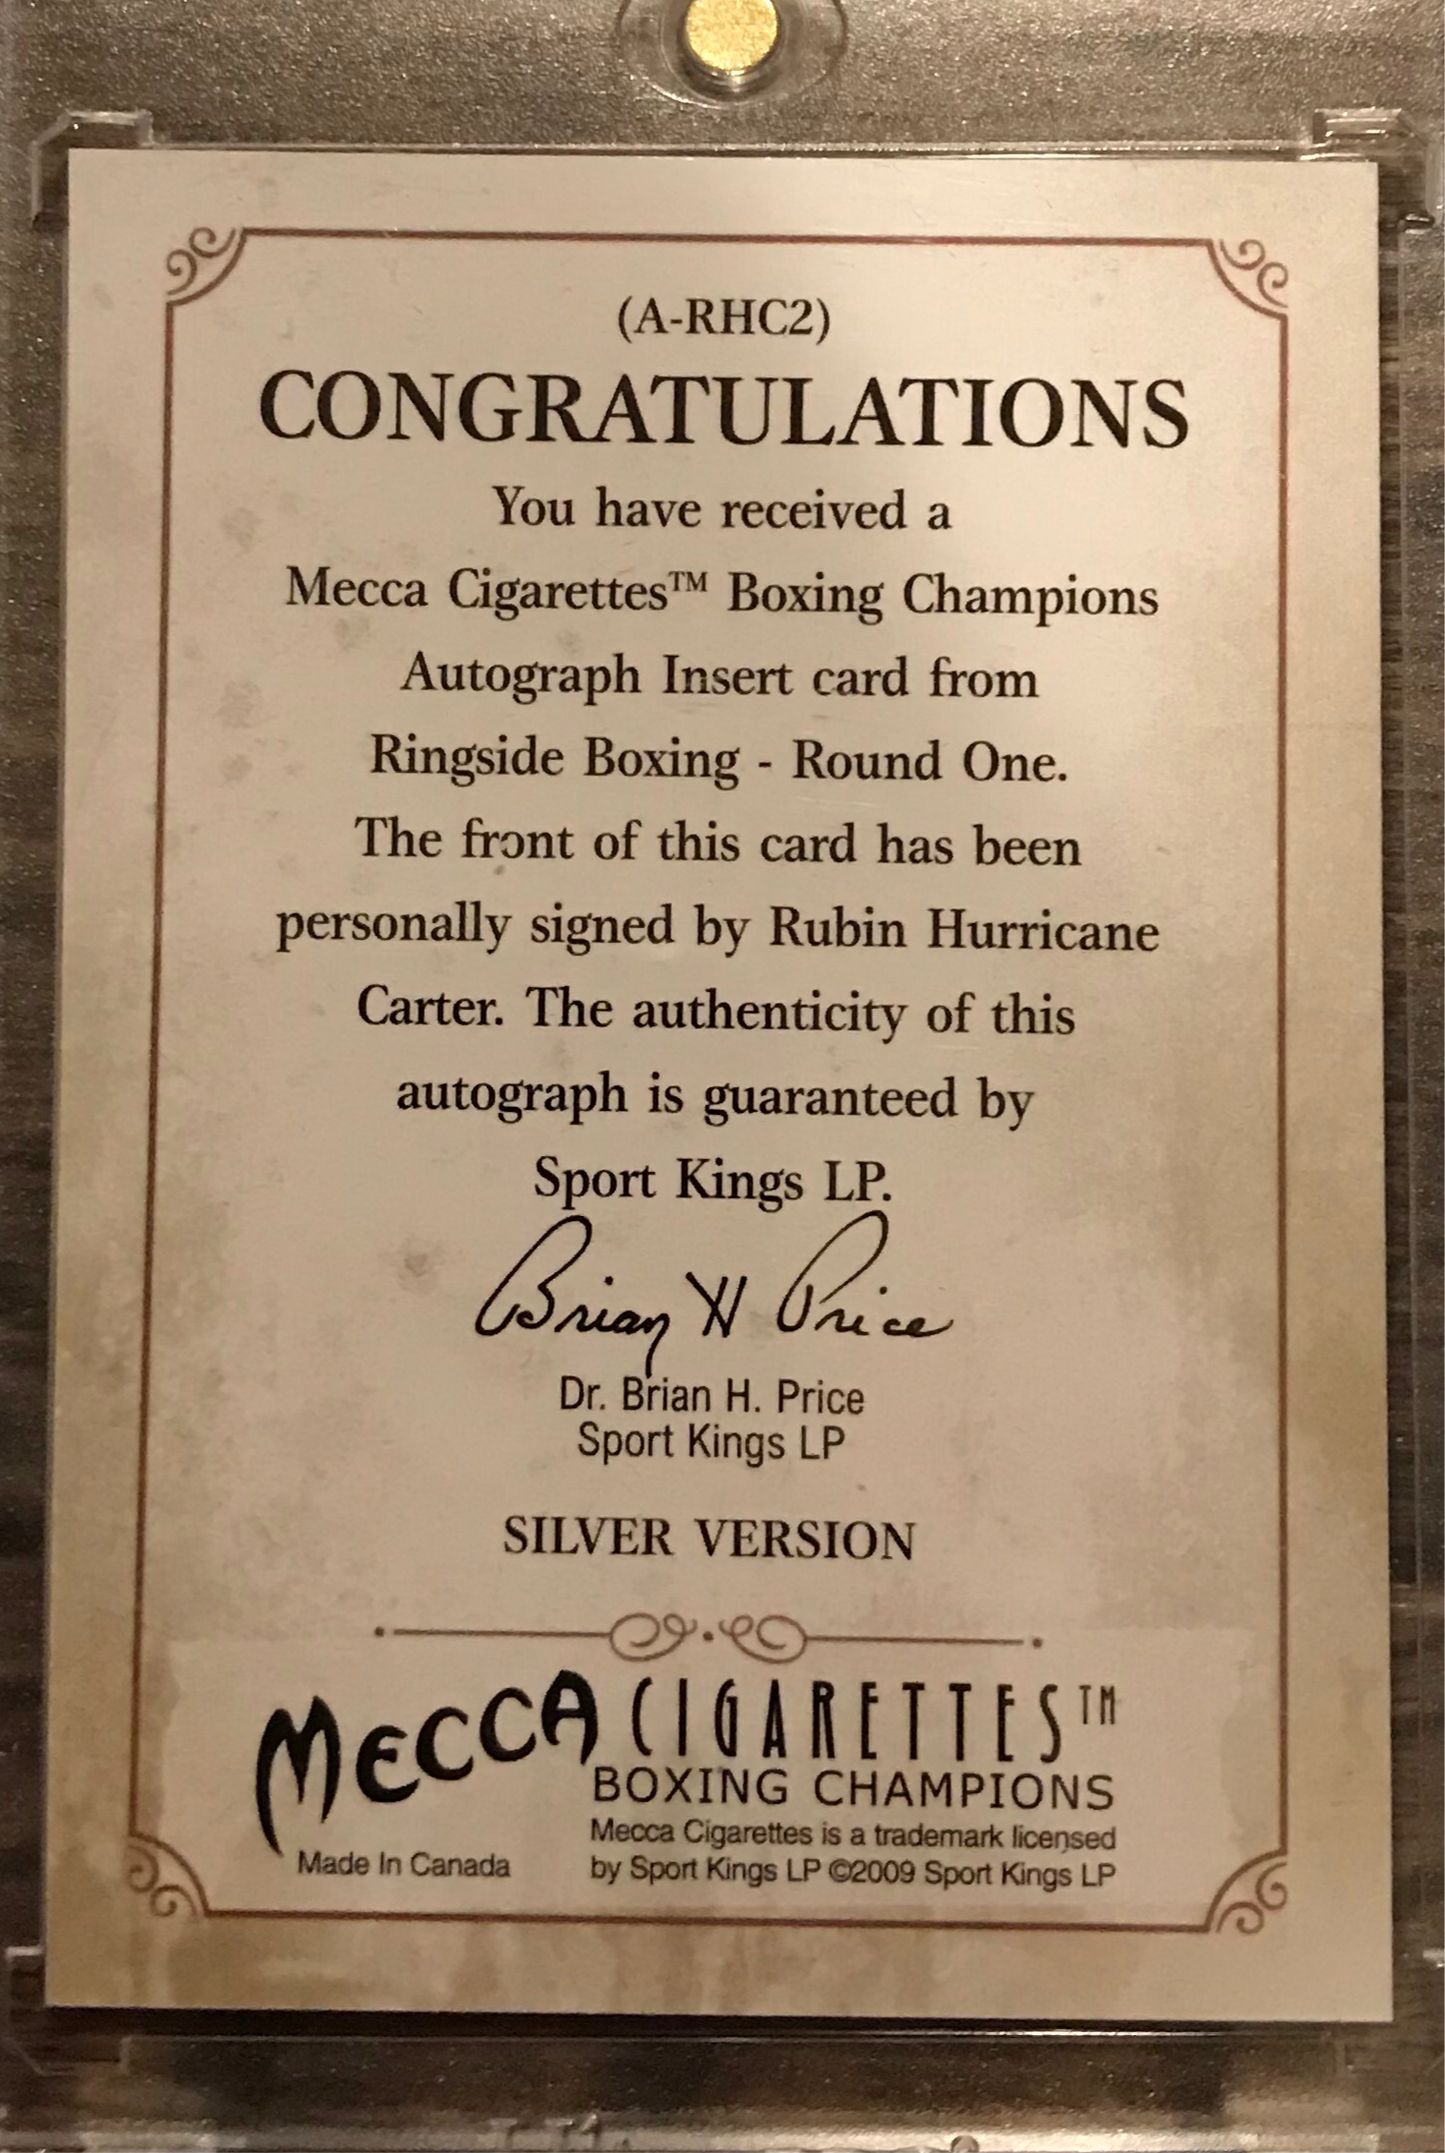 (A-RHC2)
CONGRATULATIONS
You have received a
Mecca Cigarettes™ Boxing Champions
Autograph Insert card from
Ringside Boxing - Round One.
The front of this card has been
personally signed by Rubin Hurricane
Carter. The authenticity of this
autograph is guaranteed by
Sport Kings LP.
Brian H Price
Dr. Brian H. Price
Sport Kings LP
SILVER VERSION
MECCA CIGARETTES™
BOXING CHAMPIONS
Mecca Cigarettes is a trademark licensed
Made In Canada by Sport Kings LP ©2009 Sport Kings LP